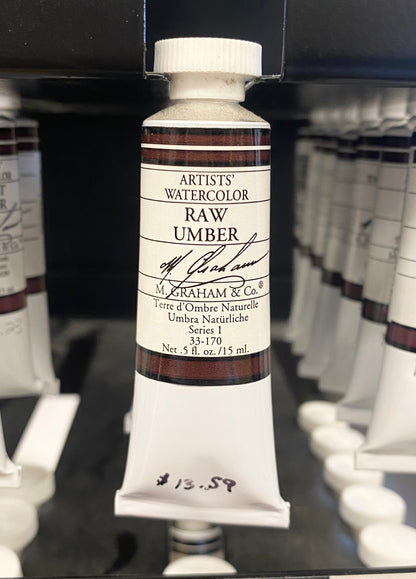 ARTISTS'
WATERCOLOR
RAW
UMBER
M. Graham
M. GRAHAM & Co.®
Terre d'Ombre Naturelle
Umbra Natürliche
Series 1
33-170
Net .5 fl. oz./15 ml.
$ 13.59